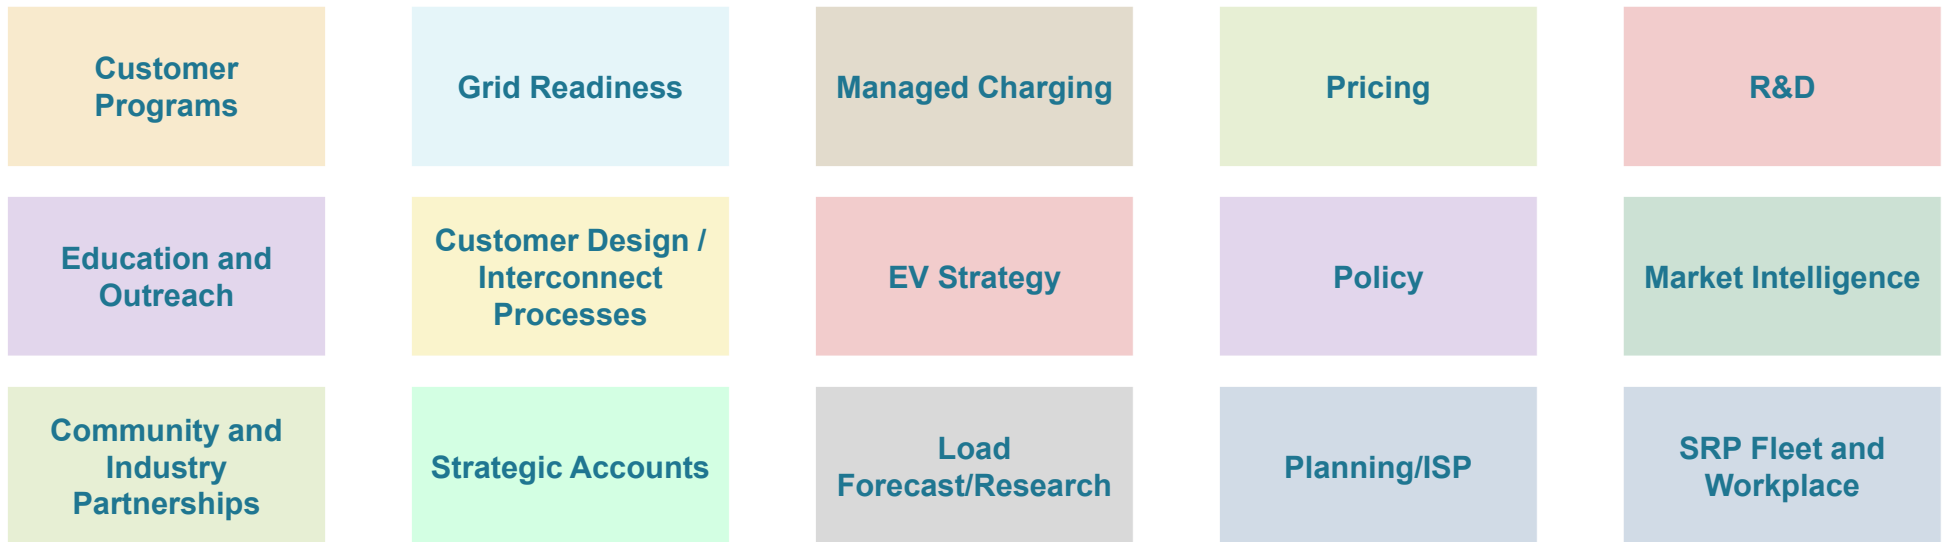 Customer
Programs
Grid Readiness
Managed Charging
Pricing
R&D
Education and
Outreach
Customer Design /
Interconnect
Processes
EV Strategy
Policy
Market Intelligence
Community and
Industry
Partnerships
Strategic Accounts
Load
Forecast/Research
Planning/ISP
SRP Fleet and
Workplace